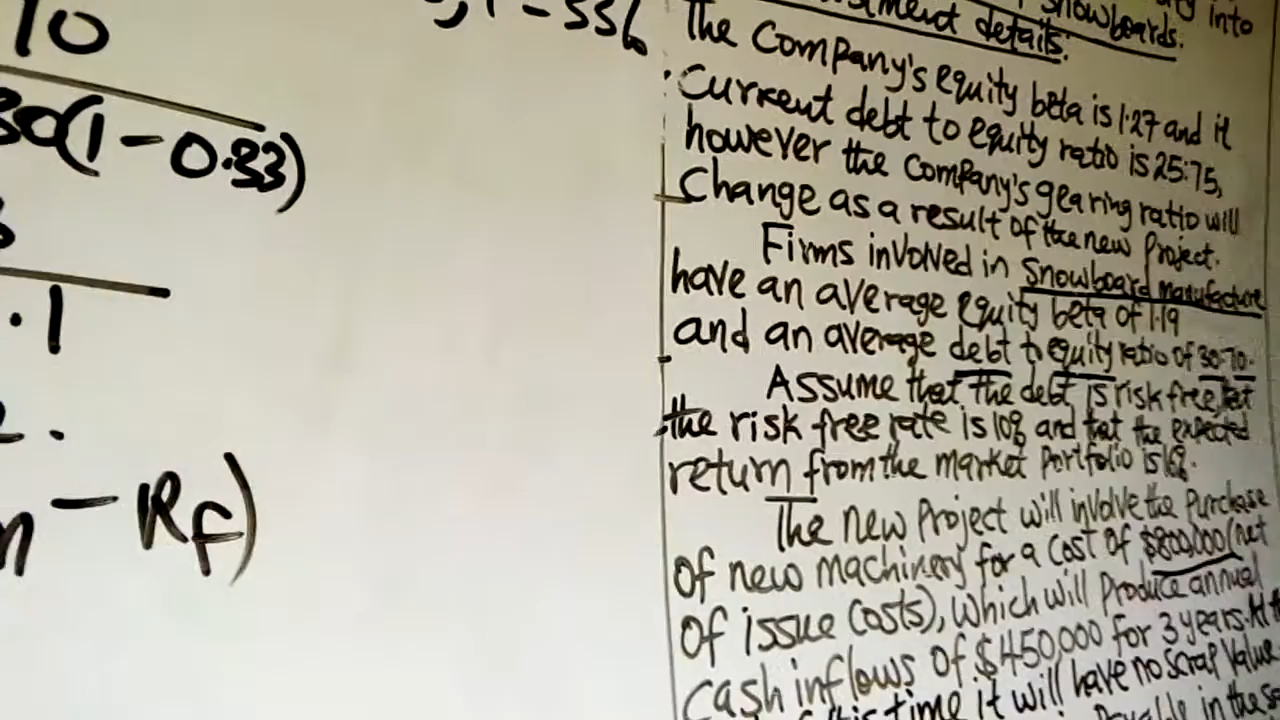 10
30(1-0.33)
.1
2.
m - Rf)
T = 33%
into
snowboards.
details:
The Company's equity beta is 1.27 and it
Current debt to equity ratio is 25:75,
however the Company's gearing ratio will
Change as a result of the new Project.
Firms involved in Snowboard manufacture
have an average equity beta of 1.19
and an average debt to equity ratio of 30:70.
Assume that the debt is risk free, that
the risk free rate is 10% and that the expected
return from the market Portfolio is 16%.
The new Project will involve the Purchase
of new machinery for a cost of $800,000 (net
of issue costs), which will Produce annual
cash inflows of $450,000 for 3 years. At
time it will have no scrap value
Payable in the